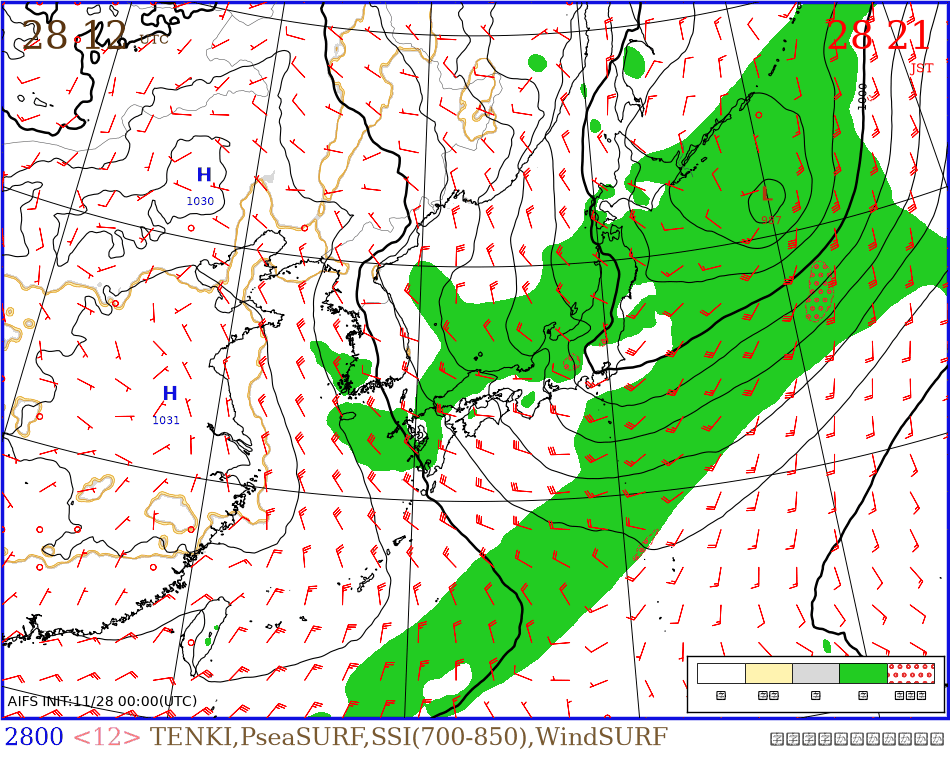 28 12 UTC
28 21
JST
1000
H
1030
L
977
H
1031
AIFS INIT:11/28 00:00(UTC)
2800 <12> TENKI,PseaSURF,SSI(700-850),WindSURF